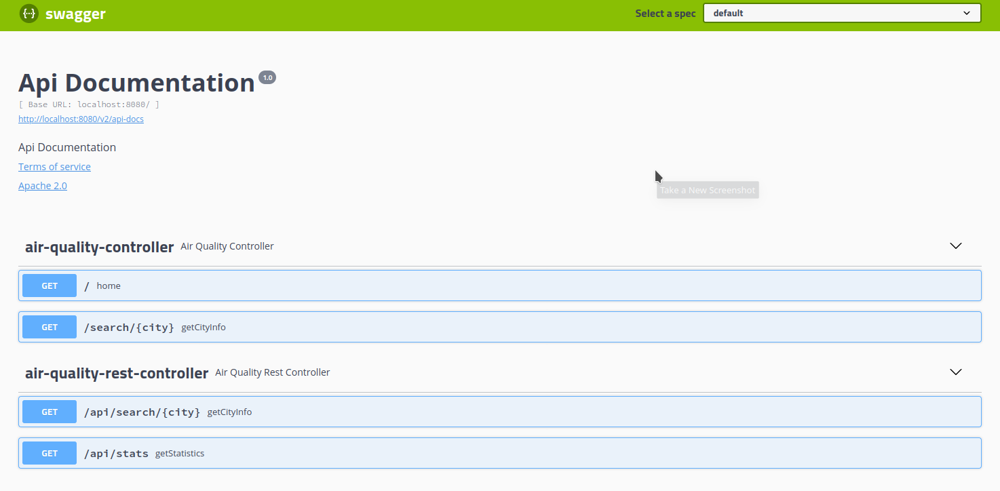 swagger Select a spec default
Api Documentation 1.0
[ Base URL: localhost:8080/ ]
http://localhost:8080/v2/api-docs
Api Documentation
Terms of service
Apache 2.0
Take a New Screenshot
air-quality-controller Air Quality Controller
GET / home
GET /search/{city} getCityInfo
air-quality-rest-controller Air Quality Rest Controller
GET /api/search/{city} getCityInfo
GET /api/stats getStatistics